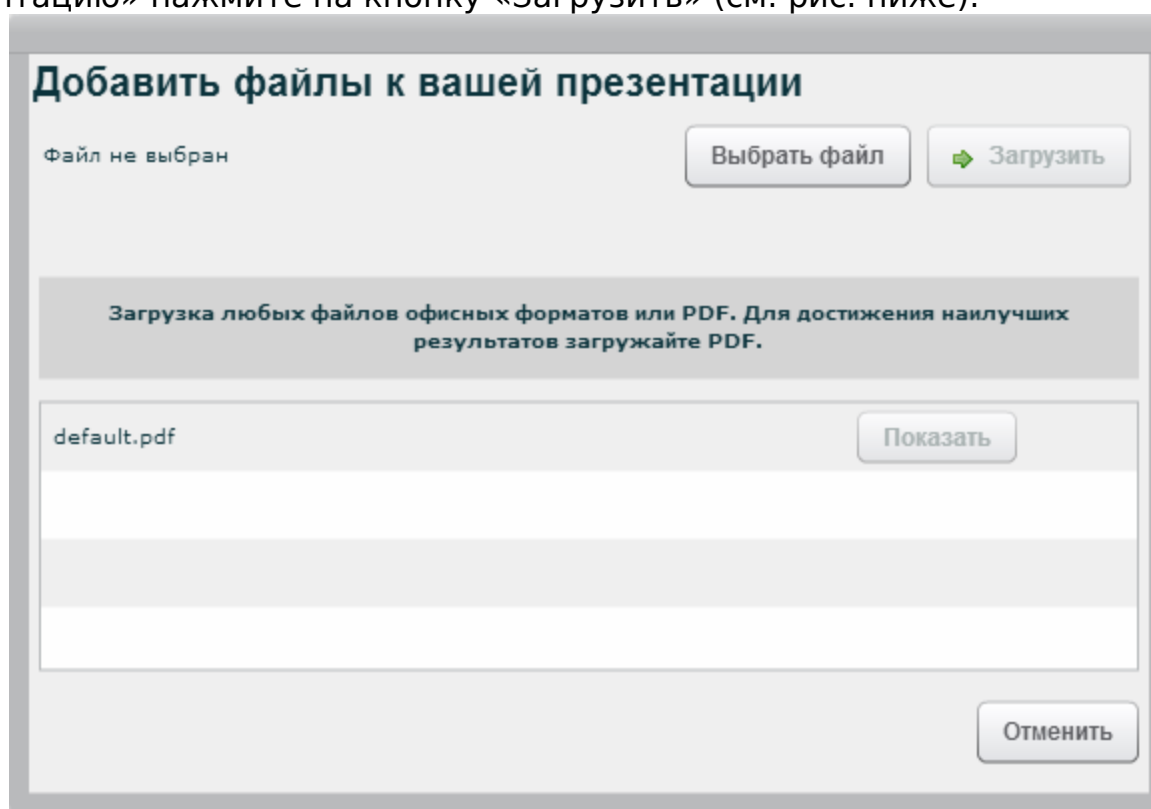 нажмите на кнопку «Загрузить» (см. рис. ниже).
Добавить файлы к вашей презентации
Файл не выбран
Выбрать файл
Загрузить
Загрузка любых файлов офисных форматов или PDF. Для достижения наилучших
результатов загружайте PDF.
default.pdf
Показать
Отменить